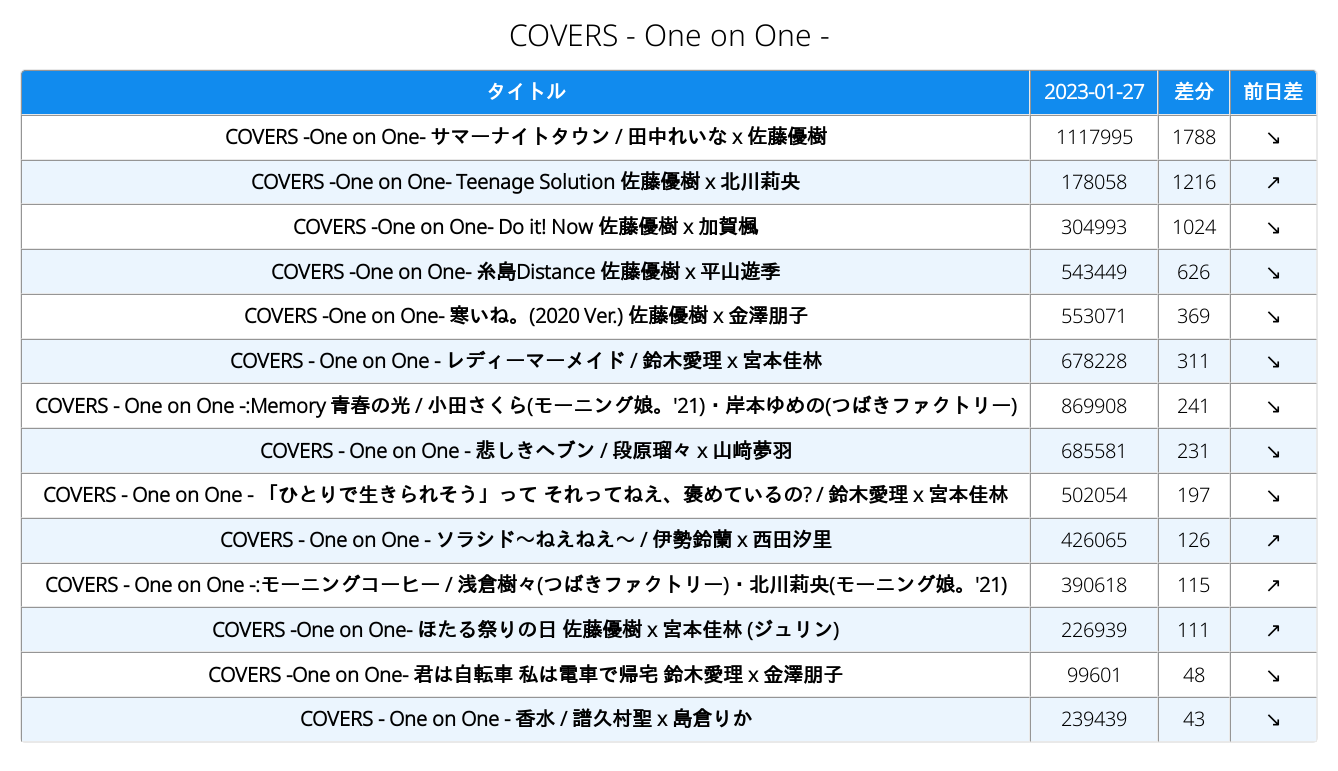 COVERS - One on One -
タイトル 2023-01-27 差分 前日差
COVERS -One on One- サマーナイトタウン / 田中れいな x 佐藤優樹 1117995 1788 ↘
COVERS -One on One- Teenage Solution 佐藤優樹 x 北川莉央 178058 1216 ↗
COVERS -One on One- Do it! Now 佐藤優樹 x 加賀楓 304993 1024 ↘
COVERS -One on One- 糸島Distance 佐藤優樹 x 平山遊季 543449 626 ↘
COVERS -One on One- 寒いね。(2020 Ver.) 佐藤優樹 x 金澤朋子 553071 369 ↘
COVERS - One on One - レディーマーメイド / 鈴木愛理 x 宮本佳林 678228 311 ↘
COVERS - One on One -:Memory 青春の光 / 小田さくら(モーニング娘。'21)・岸本ゆめの(つばきファクトリー) 869908 241 ↘
COVERS - One on One - 悲しきヘブン / 段原瑠々 x 山﨑夢羽 685581 231 ↘
COVERS - One on One - 「ひとりで生きられそう」って それってねえ、褒めているの? / 鈴木愛理 x 宮本佳林 502054 197 ↘
COVERS - One on One - ソラシド〜ねえねえ〜 / 伊勢鈴蘭 x 西田汐里 426065 126 ↗
COVERS - One on One -:モーニングコーヒー / 浅倉樹々(つばきファクトリー)・北川莉央(モーニング娘。'21) 390618 115 ↗
COVERS -One on One- ほたる祭りの日 佐藤優樹 x 宮本佳林 (ジュリン) 226939 111 ↗
COVERS -One on One- 君は自転車 私は電車で帰宅 鈴木愛理 x 金澤朋子 99601 48 ↘
COVERS - One on One - 香水 / 譜久村聖 x 島倉りか 239439 43 ↘